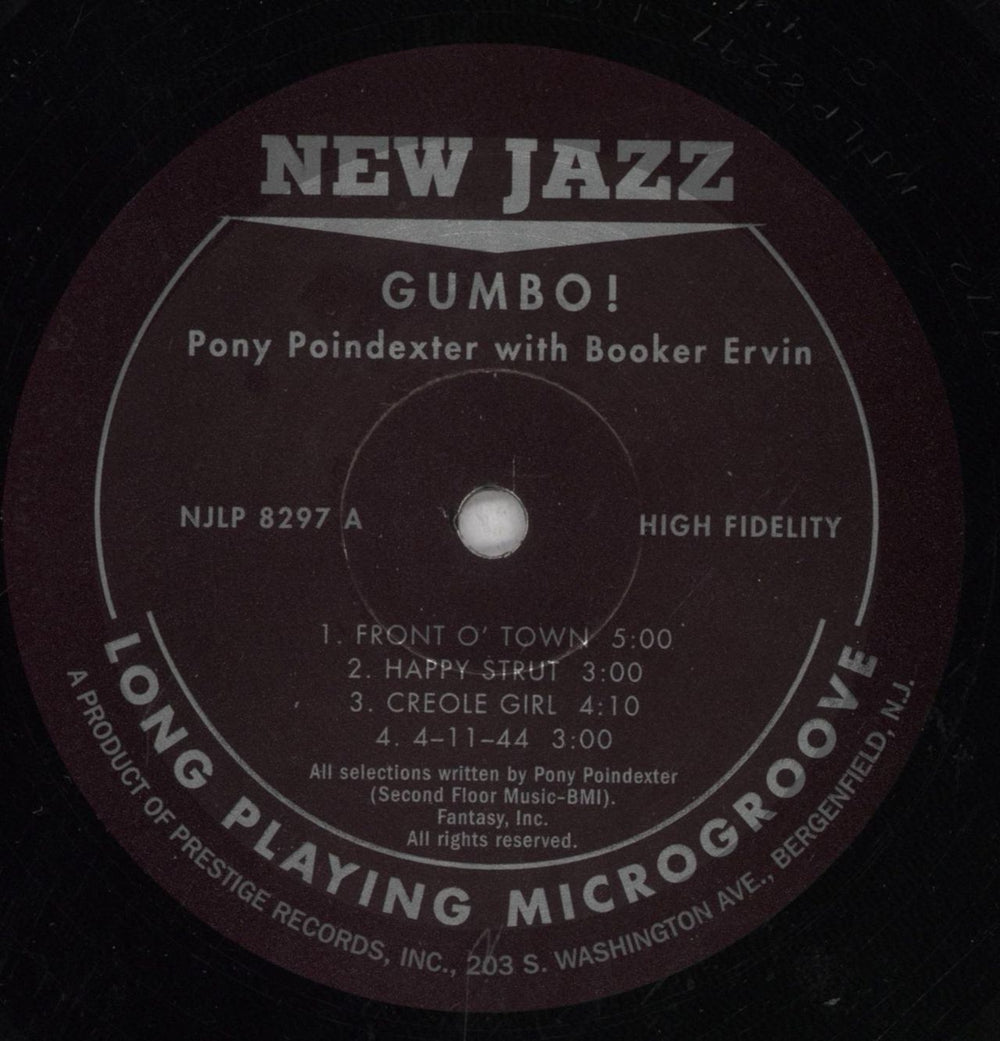 NEW JAZZ
GUMBO!
Pony Poindexter with Booker Ervin
NJLP 8297 A
HIGH FIDELITY
1. FRONT O' TOWN 5:00
2. HAPPY STRUT 3:00
3. CREOLE GIRL 4:10
4. 4–11–44 3:00
All selections written by Pony Poindexter
(Second Floor Music–BMI).
Fantasy, Inc.
All rights reserved.
LONG PLAYING MICROGROOVE
A PRODUCT OF PRESTIGE RECORDS, INC., 203 S. WASHINGTON AVE., BERGENFIELD, N.J.